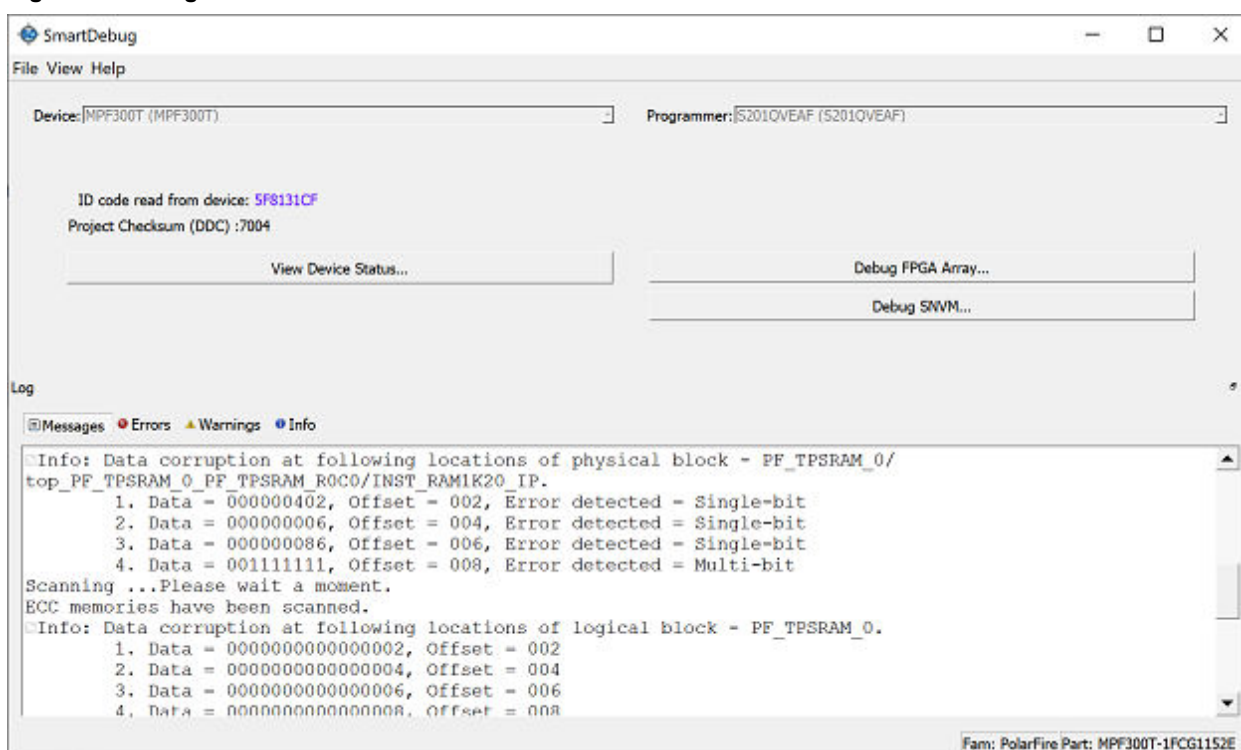 SmartDebug
File View Help
Device: MPF300T (MPF300T) Programmer: S201QVEAF (S201QVEAF)
ID code read from device: 5F8131CF
Project Checksum (DDC) :7004
View Device Status... Debug FPGA Array...
Debug SNVM...
Log
Messages Errors Warnings Info
Info: Data corruption at following locations of physical block - PF_TPSRAM_0/
top_PF_TPSRAM_0_PF_TPSRAM_R0C0/INST_RAM1K20_IP.
1. Data = 000000402, Offset = 002, Error detected = Single-bit
2. Data = 000000006, Offset = 004, Error detected = Single-bit
3. Data = 000000086, Offset = 006, Error detected = Single-bit
4. Data = 001111111, Offset = 008, Error detected = Multi-bit
Scanning ...Please wait a moment.
ECC memories have been scanned.
Info: Data corruption at following locations of logical block - PF_TPSRAM_0.
1. Data = 0000000000000002, Offset = 002
2. Data = 0000000000000004, Offset = 004
3. Data = 0000000000000006, Offset = 006
4. Data = 0000000000000008, Offset = 008
Fam: PolarFire Part: MPF300T-1FCG1152E